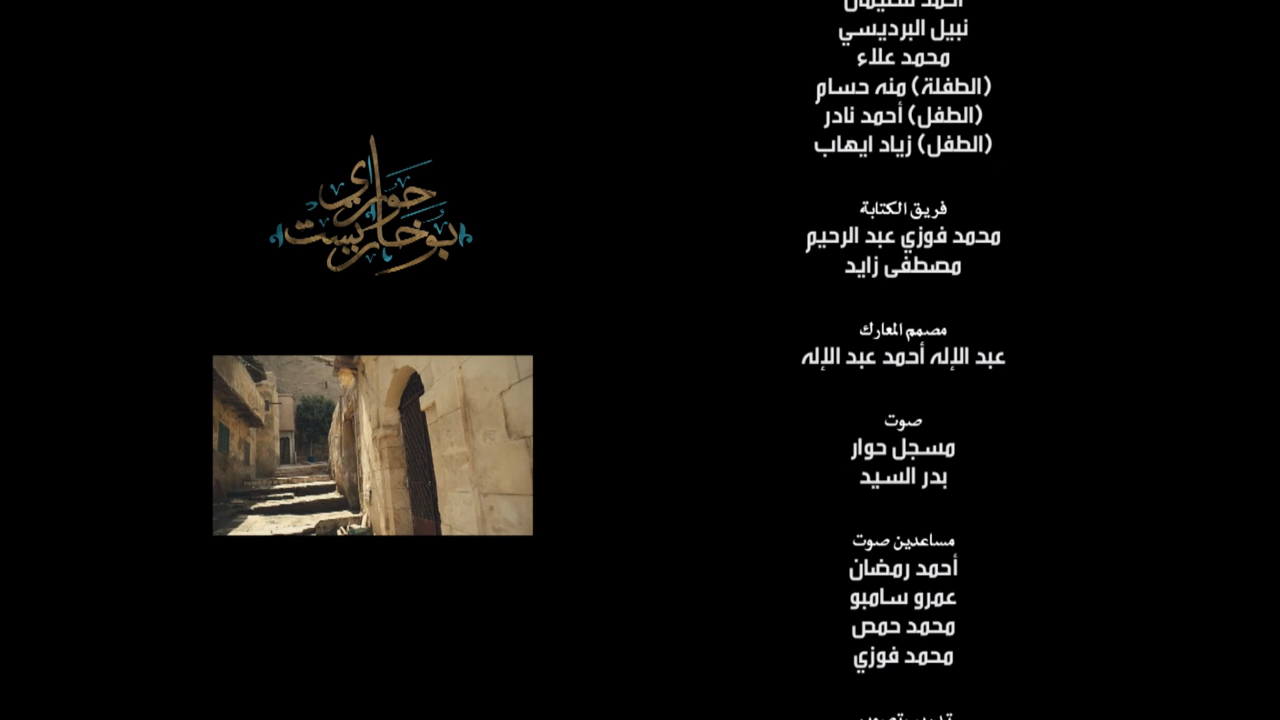 نبيل البرديسي
محمد علاء
(الطفلة) منه حسام
(الطفل) أحمد نادر
(الطفل) زياد ايهاب
فريق الكتابة
محمد فوزي عبد الرحيم
مصطفى زايد
مصمم المعارك
عبد الإله أحمد عبد الإله
صوت
مسجل حوار
بدر السيد
مساعدين صوت
أحمد رمضان
عمرو سامبو
محمد حمص
محمد فوزي
حواري
بوخارست